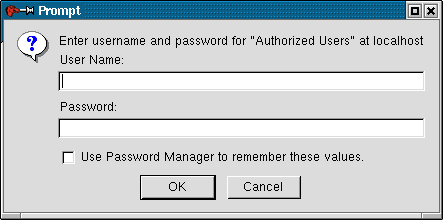 Prompt
Enter username and password for "Authorized Users" at localhost
User Name:
Password:
Use Password Manager to remember these values.
OK
Cancel